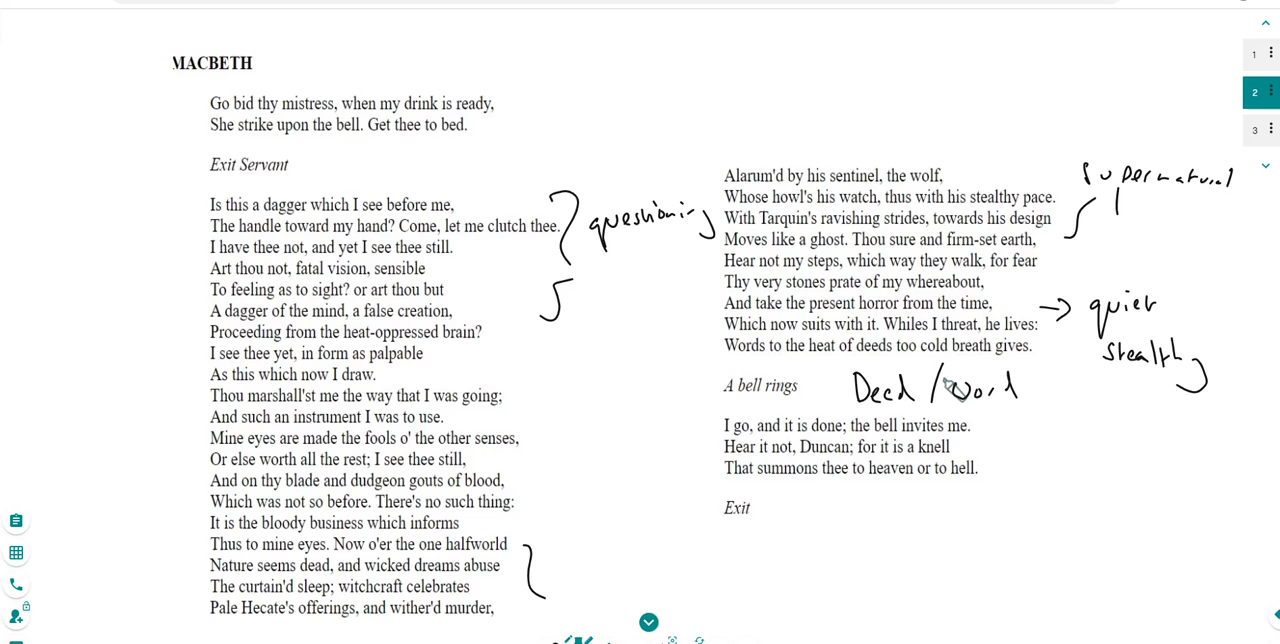 MACBETH
Go bid thy mistress, when my drink is ready,
She strike upon the bell. Get thee to bed.
Exit Servant
Is this a dagger which I see before me,
The handle toward my hand? Come, let me clutch thee.
I have thee not, and yet I see thee still.
Art thou not, fatal vision, sensible
To feeling as to sight? or art thou but
A dagger of the mind, a false creation,
Proceeding from the heat-oppressed brain?
I see thee yet, in form as palpable
As this which now I draw.
Thou marshall'st me the way that I was going;
And such an instrument I was to use.
Mine eyes are made the fools o' the other senses,
Or else worth all the rest; I see thee still,
And on thy blade and dudgeon gouts of blood,
Which was not so before. There's no such thing:
It is the bloody business which informs
Thus to mine eyes. Now o'er the one halfworld
Nature seems dead, and wicked dreams abuse
The curtain'd sleep; witchcraft celebrates
Pale Hecate's offerings, and wither'd murder,
questioning
Alarum'd by his sentinel, the wolf,
Whose howl's his watch, thus with his stealthy pace.
With Tarquin's ravishing strides, towards his design
Moves like a ghost. Thou sure and firm-set earth,
Hear not my steps, which way they walk, for fear
Thy very stones prate of my whereabout,
And take the present horror from the time,
Which now suits with it. Whiles I threat, he lives:
Words to the heat of deeds too cold breath gives.
A bell rings
I go, and it is done; the bell invites me.
Hear it not, Duncan; for it is a knell
That summons thee to heaven or to hell.
Exit
Supernatural
→ quiet
stealthy
Deed / Word
1
2
3